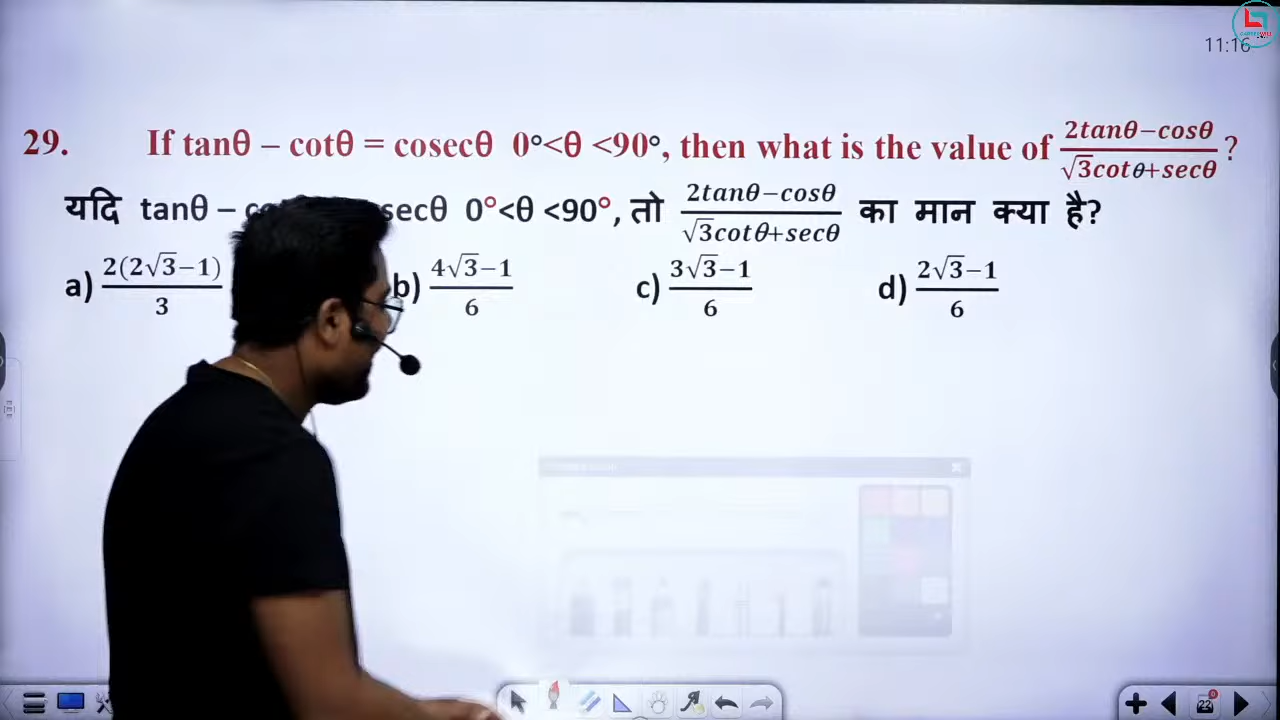 11:16
29. If tanθ – cotθ = cosecθ 0°<θ <90°, then what is the value of (2tanθ−cosθ)/(√3cotθ+secθ) ?
यदि tanθ – secθ 0°<θ <90°, तो (2tanθ−cosθ)/(√3cotθ+secθ) का मान क्या है?
a) 2(2√3−1)/3 b) (4√3−1)/6 c) (3√3−1)/6 d) (2√3−1)/6
22